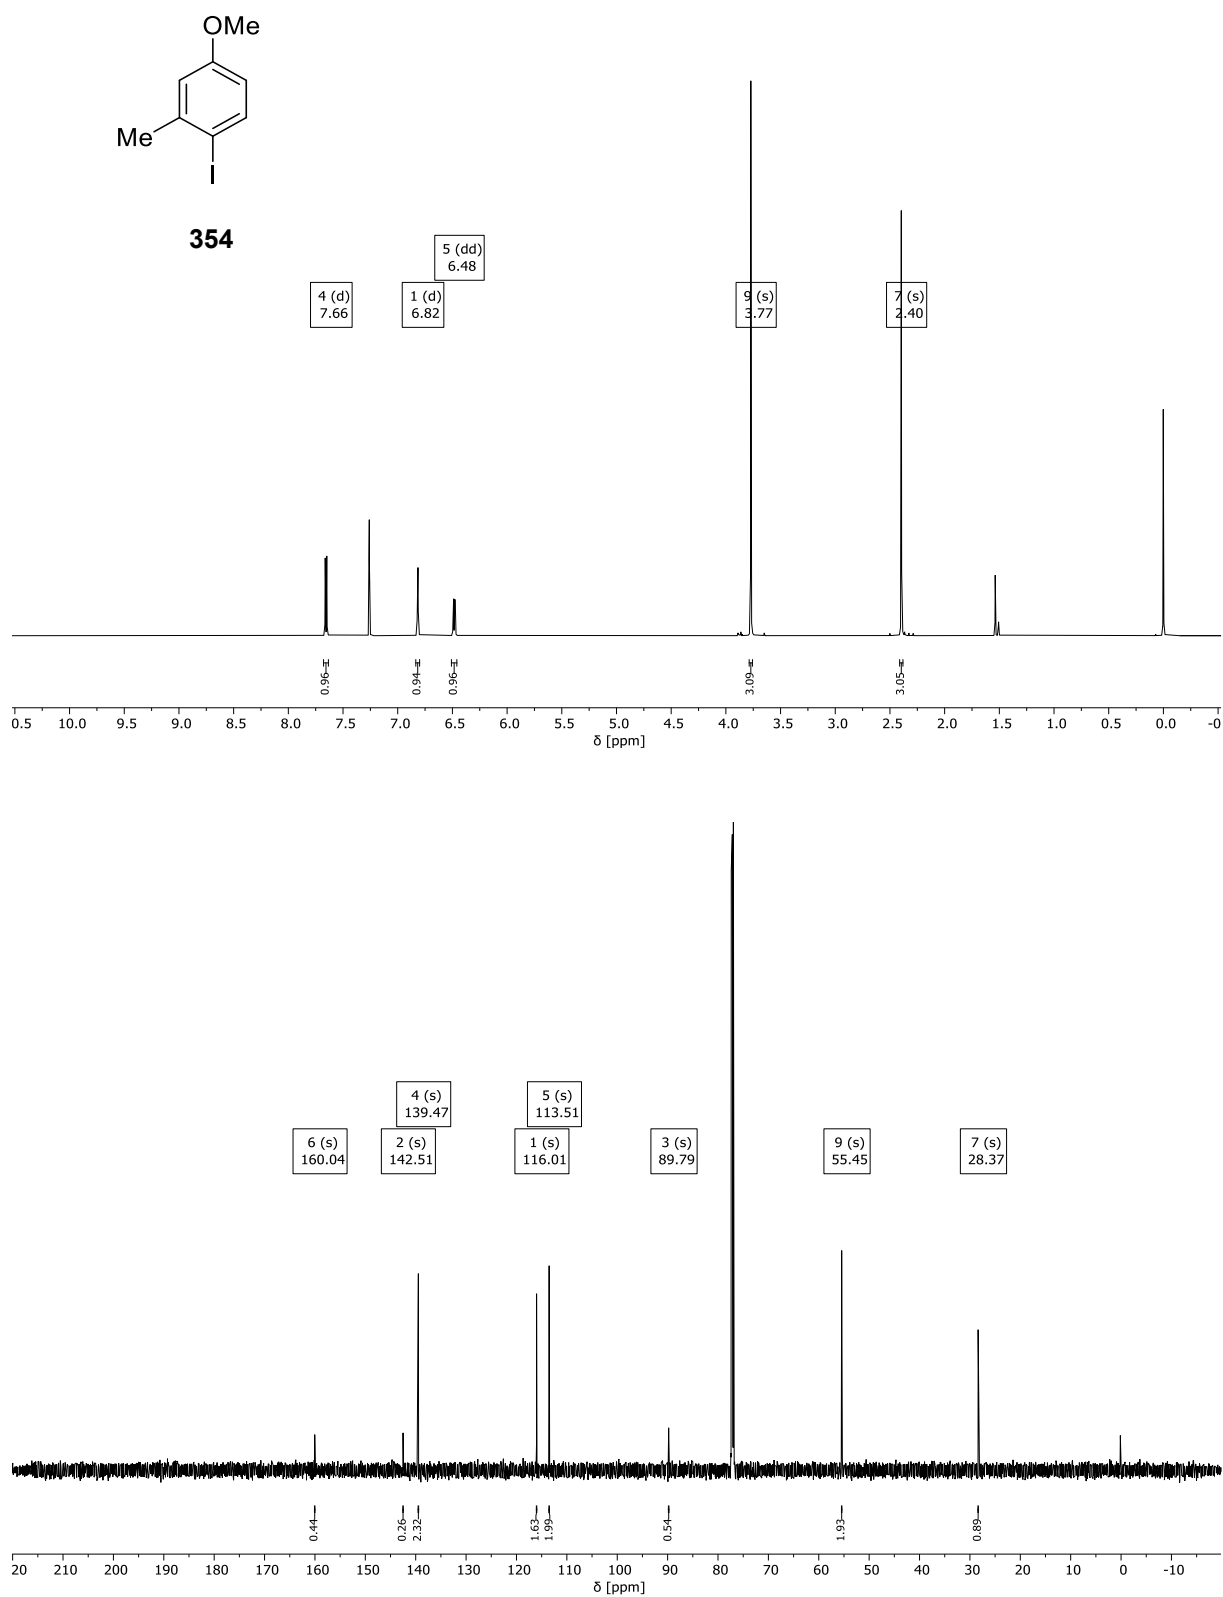 OMe
Me
I
354
5 (dd)
6.48
4 (d)
7.66
1 (d)
6.82
9 (s)
3.77
7 (s)
2.40
0.96
0.94
0.96
3.09
3.05
0.5 10.0 9.5 9.0 8.5 8.0 7.5 7.0 6.5 6.0 5.5 5.0 4.5 4.0 3.5 3.0 2.5 2.0 1.5 1.0 0.5 0.0 -0
δ [ppm]
4 (s)
139.47
5 (s)
113.51
6 (s)
160.04
2 (s)
142.51
1 (s)
116.01
3 (s)
89.79
9 (s)
55.45
7 (s)
28.37
0.44
0.26
2.32
1.63
1.99
0.54
1.93
0.89
20 210 200 190 180 170 160 150 140 130 120 110 100 90 80 70 60 50 40 30 20 10 0 -10
δ [ppm]